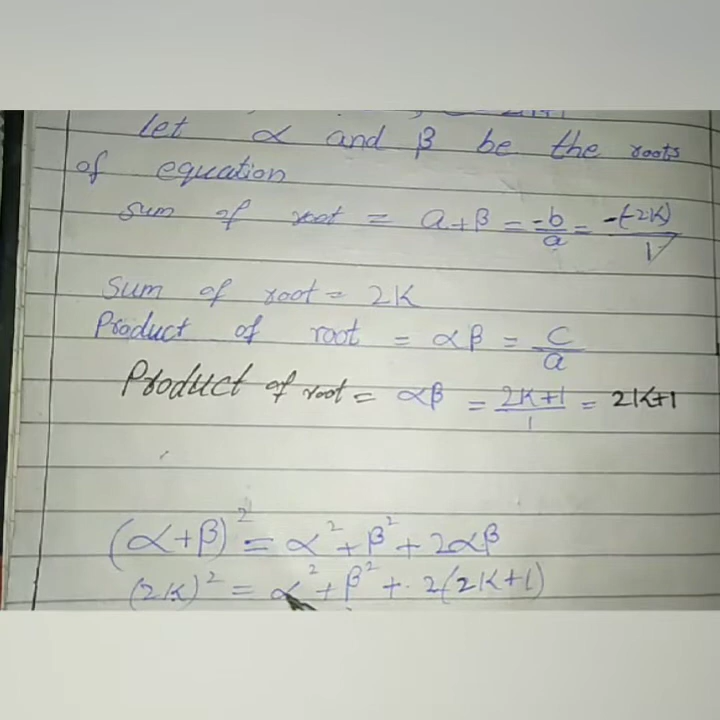 let α and β be the roots
of equation
sum of root = α+β = -b/a = -(-2K)/1
Sum of root = 2K
Product of root = αβ = C/a
Product of root = αβ = 2K+1/1 = 2K+1
(α+β)² = α²+β²+2αβ
(2K)² = α²+β²+2(2K+1)